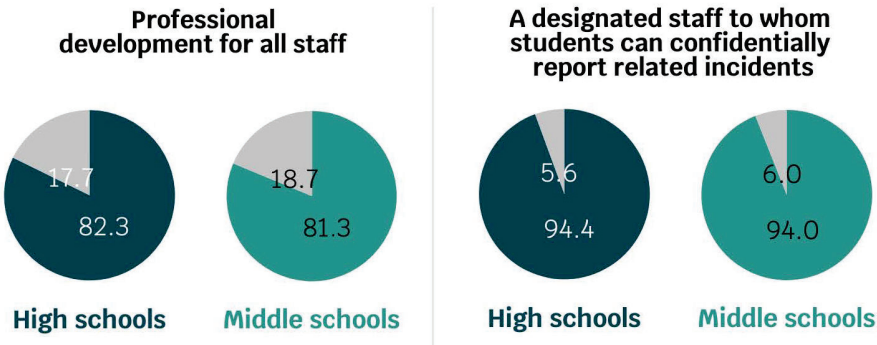 Professional
development for all staff
17.7
82.3
High schools
18.7
81.3
Middle schools
A designated staff to whom
students can confidentially
report related incidents
5.6
94.4
High schools
6.0
94.0
Middle schools